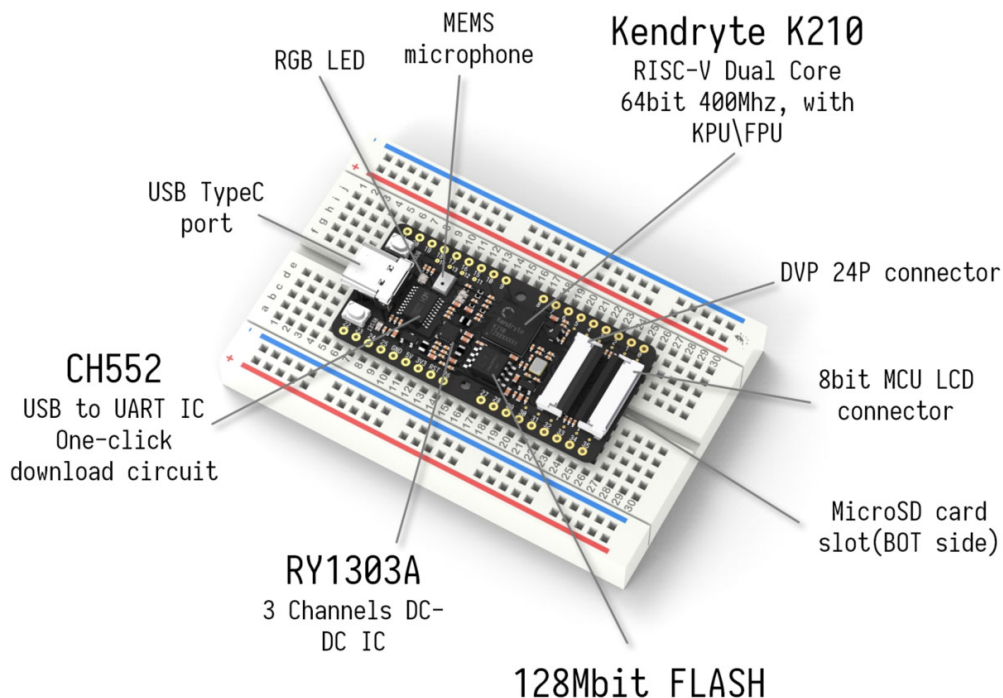 MEMS
microphone
RGB LED
Kendryte K210
RISC-V Dual Core
64bit 400Mhz, with
KPU\FPU
USB TypeC
port
DVP 24P connector
CH552
USB to UART IC
One-click
download circuit
8bit MCU LCD
connector
MicroSD card
slot(BOT side)
RY1303A
3 Channels DC-
DC IC
128Mbit FLASH
Kendryte